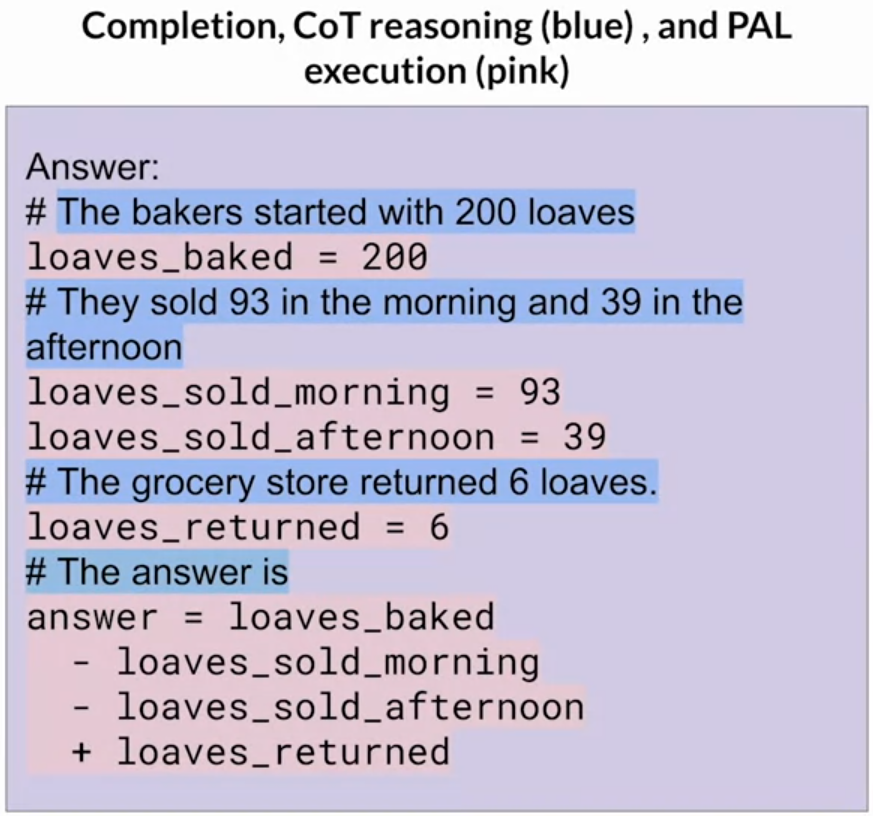 Completion, CoT reasoning (blue) , and PAL
execution (pink)
Answer:
# The bakers started with 200 loaves
loaves_baked = 200
# They sold 93 in the morning and 39 in the
afternoon
loaves_sold_morning = 93
loaves_sold_afternoon = 39
# The grocery store returned 6 loaves.
loaves_returned = 6
# The answer is
answer = loaves_baked
- loaves_sold_morning
- loaves_sold_afternoon
+ loaves_returned